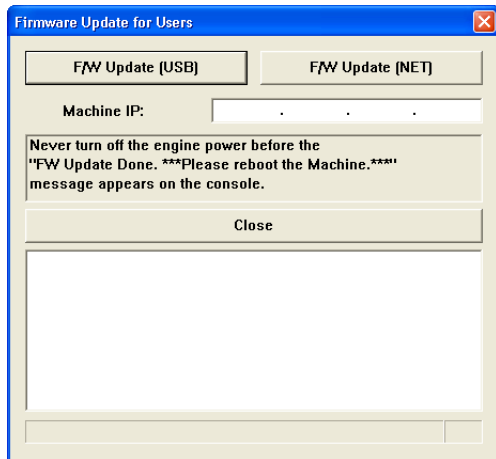 Firmware Update for Users
F/W Update (USB)
F/W Update (NET)
Machine IP:
. . .
Never turn off the engine power before the
"FW Update Done. ***Please reboot the Machine.***"
message appears on the console.
Close